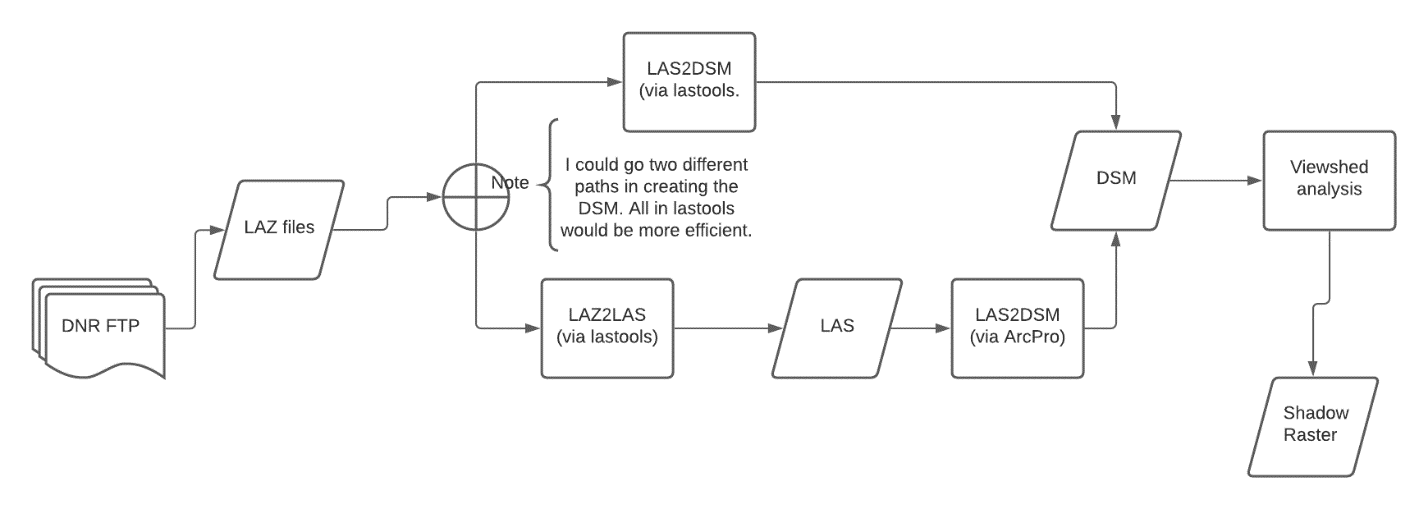 LAS2DSM
(via lastools.
Note
I could go two different
paths in creating the
DSM. All in lastools
would be more efficient.
DSM
Viewshed
analysis
LAZ files
DNR FTP
LAZ2LAS
(via lastools)
LAS
LAS2DSM
(via ArcPro)
Shadow
Raster